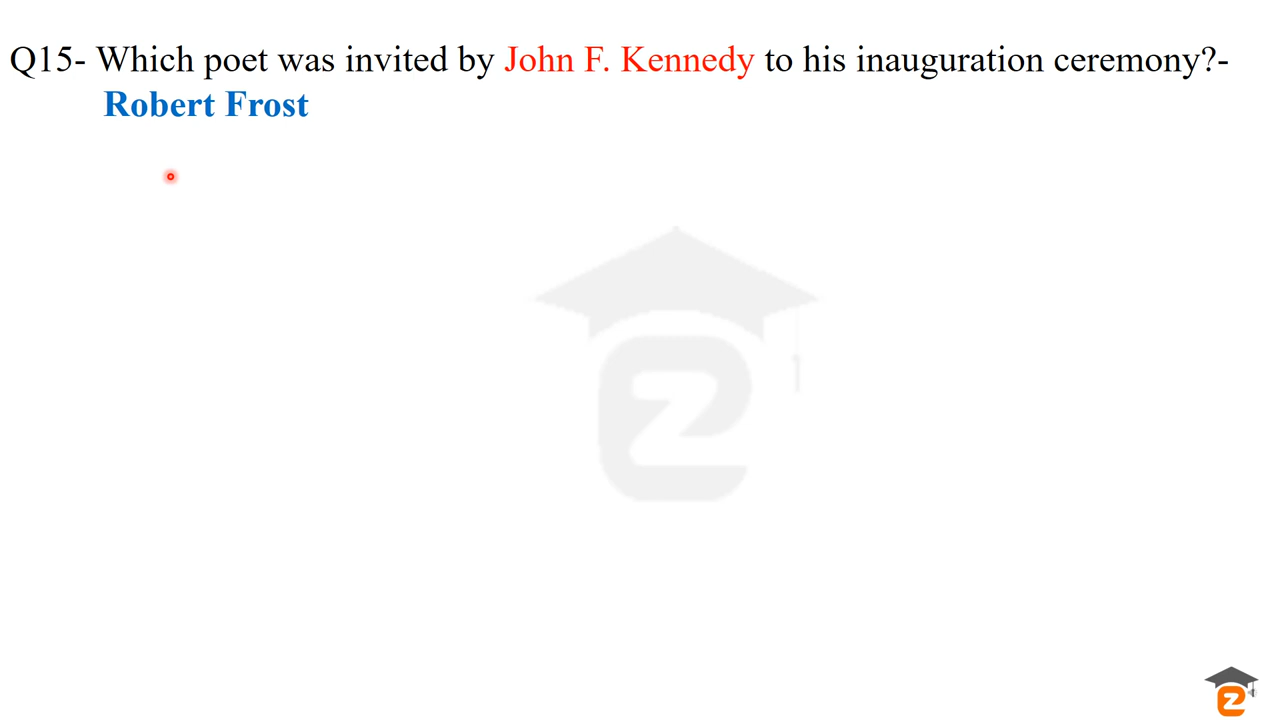 Q15- Which poet was invited by John F. Kennedy to his inauguration ceremony?-
Robert Frost